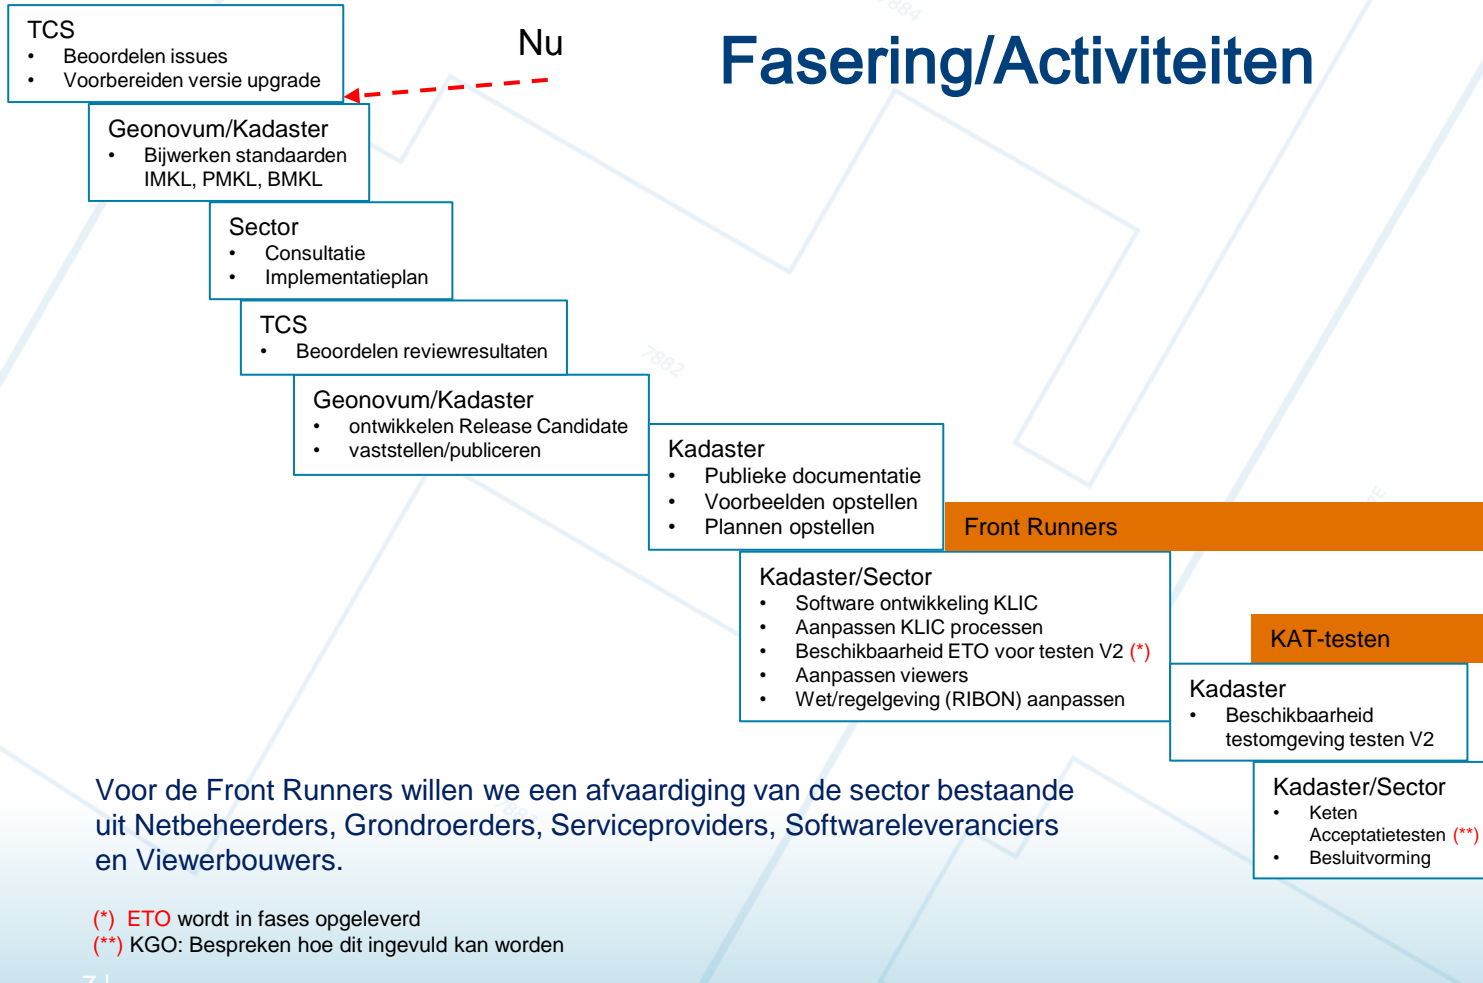 Fasering/Activiteiten
Nu
TCS
• Beoordelen issues
• Voorbereiden versie upgrade
Geonovum/Kadaster
• Bijwerken standaarden
IMKL, PMKL, BMKL
Sector
• Consultatie
• Implementatieplan
TCS
• Beoordelen reviewresultaten
Geonovum/Kadaster
• ontwikkelen Release Candidate
• vaststellen/publiceren
Kadaster
• Publieke documentatie
• Voorbeelden opstellen
• Plannen opstellen
Front Runners
Kadaster/Sector
• Software ontwikkeling KLIC
• Aanpassen KLIC processen
• Beschikbaarheid ETO voor testen V2 (*)
• Aanpassen viewers
• Wet/regelgeving (RIBON) aanpassen
KAT-testen
Kadaster
• Beschikbaarheid
testomgeving testen V2
Kadaster/Sector
• Keten
Acceptatietesten (**)
• Besluitvorming
Voor de Front Runners willen we een afvaardiging van de sector bestaande
uit Netbeheerders, Grondroerders, Serviceproviders, Softwareleveranciers
en Viewerbouwers.
(*) ETO wordt in fases opgeleverd
(**) KGO: Bespreken hoe dit ingevuld kan worden
7884
7882